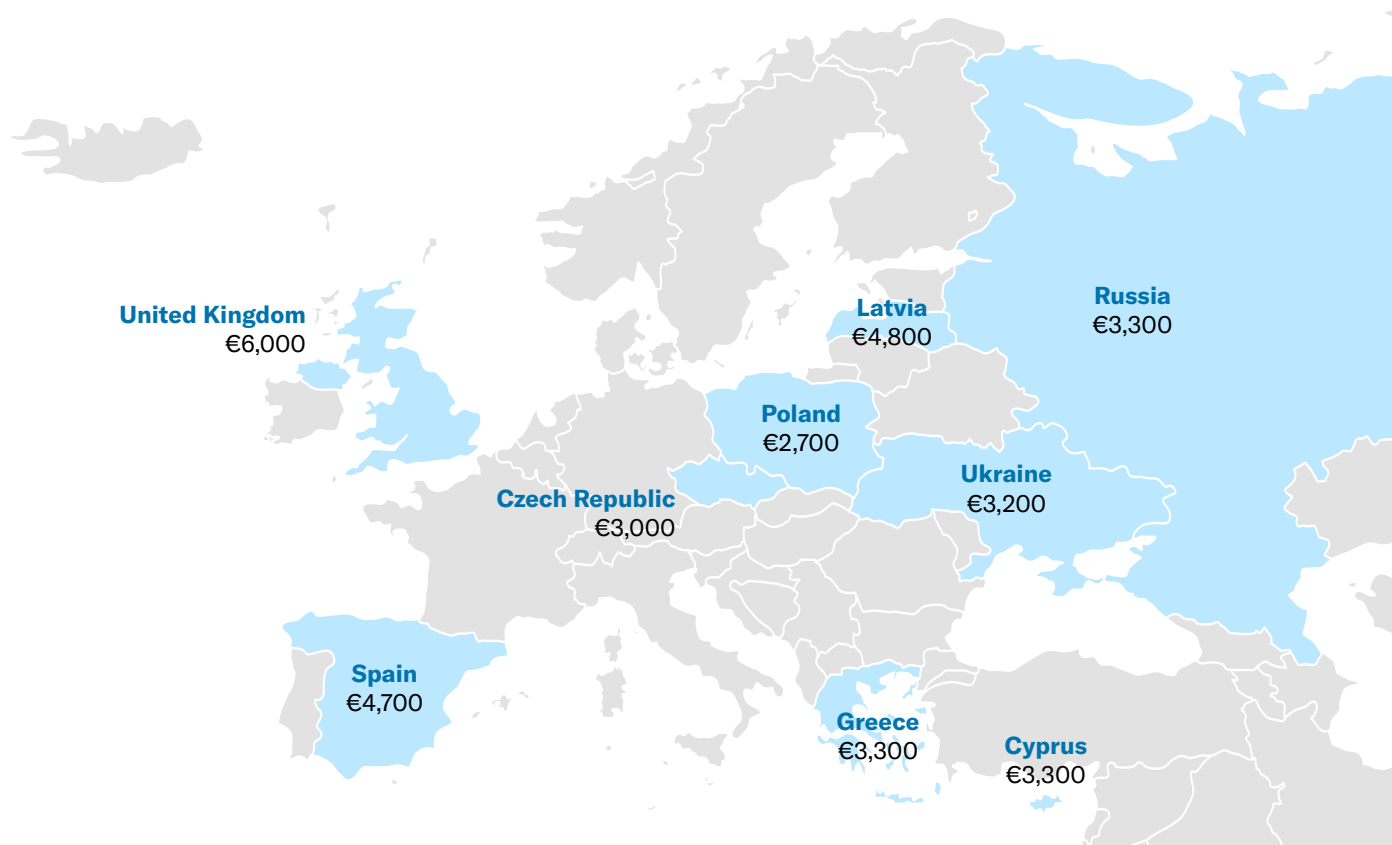 United Kingdom
€6,000
Latvia
€4,800
Russia
€3,300
Poland
€2,700
Ukraine
€3,200
Czech Republic
€3,000
Spain
€4,700
Greece
€3,300
Cyprus
€3,300